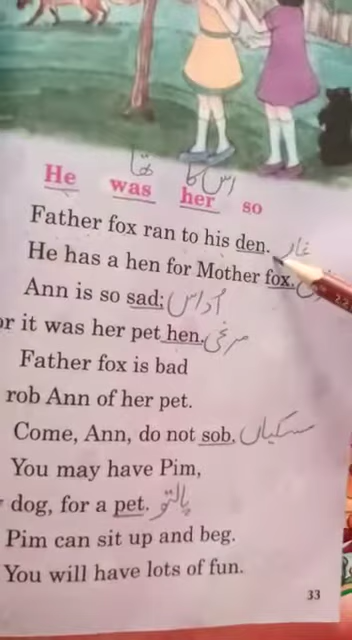 تھا اس کا
He was her so
Father fox ran to his den. غار
He has a hen for Mother fox.
Ann is so sad; اُداس
or it was her pet hen. مرغی
Father fox is bad
rob Ann of her pet.
Come, Ann, do not sob, سسکیاں
You may have Pim,
dog, for a pet. پالتو
Pim can sit up and beg.
You will have lots of fun.
33